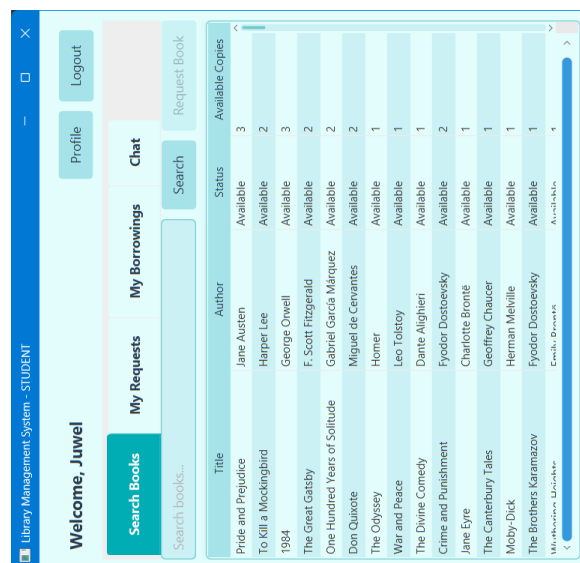 Library Management System - STUDENT
Welcome, Juwel
Profile
Logout
Search Books
My Requests
My Borrowings
Chat
Search books...
Search
Request Book
Title Author Status Available Copies
Pride and Prejudice Jane Austen Available 3
To Kill a Mockingbird Harper Lee Available 2
1984 George Orwell Available 3
The Great Gatsby F. Scott Fitzgerald Available 2
One Hundred Years of Solitude Gabriel García Márquez Available 2
Don Quixote Miguel de Cervantes Available 2
The Odyssey Homer Available 1
War and Peace Leo Tolstoy Available 1
The Divine Comedy Dante Alighieri Available 1
Crime and Punishment Fyodor Dostoevsky Available 2
Jane Eyre Charlotte Brontë Available 1
The Canterbury Tales Geoffrey Chaucer Available 1
Moby-Dick Herman Melville Available 1
The Brothers Karamazov Fyodor Dostoevsky Available 1
Wuthering Heights Emily Brontë Available 1